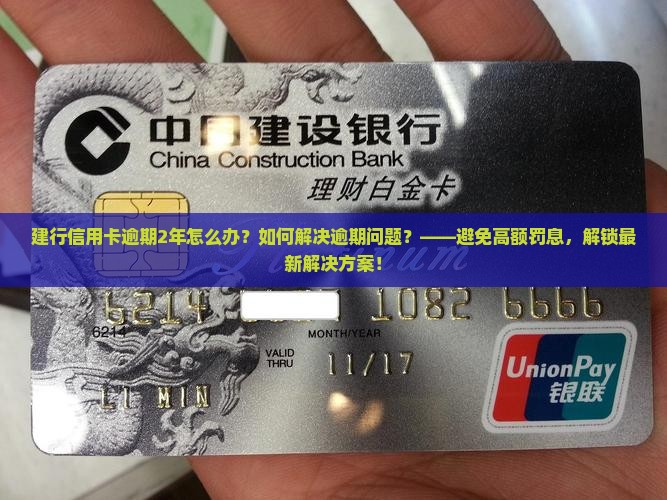 中国建设银行
China Construction Bank
理财白金卡
建行信用卡逾期2年怎么办？如何解决逾期问题？——避免高额罚息，解锁最
新解决方案！
6214 1082 6666
6214
MONTH/YEAR
VALID THRU 11/17
LI MIN
UnionPay
银联